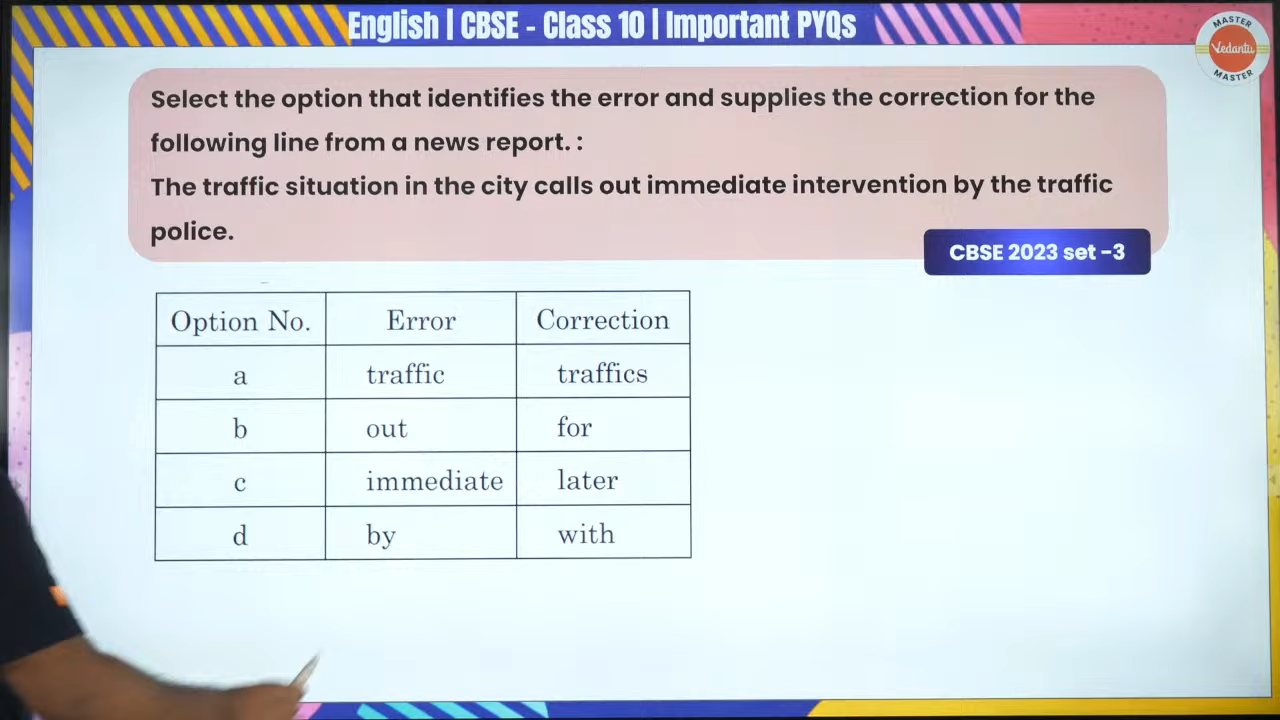 English | CBSE - Class 10 | Important PYQs
MASTER
Vedantu
MASTER
Select the option that identifies the error and supplies the correction for the
following line from a news report. :
The traffic situation in the city calls out immediate intervention by the traffic
police.
CBSE 2023 set -3
Option No. Error Correction
a traffic traffics
b out for
c immediate later
d by with